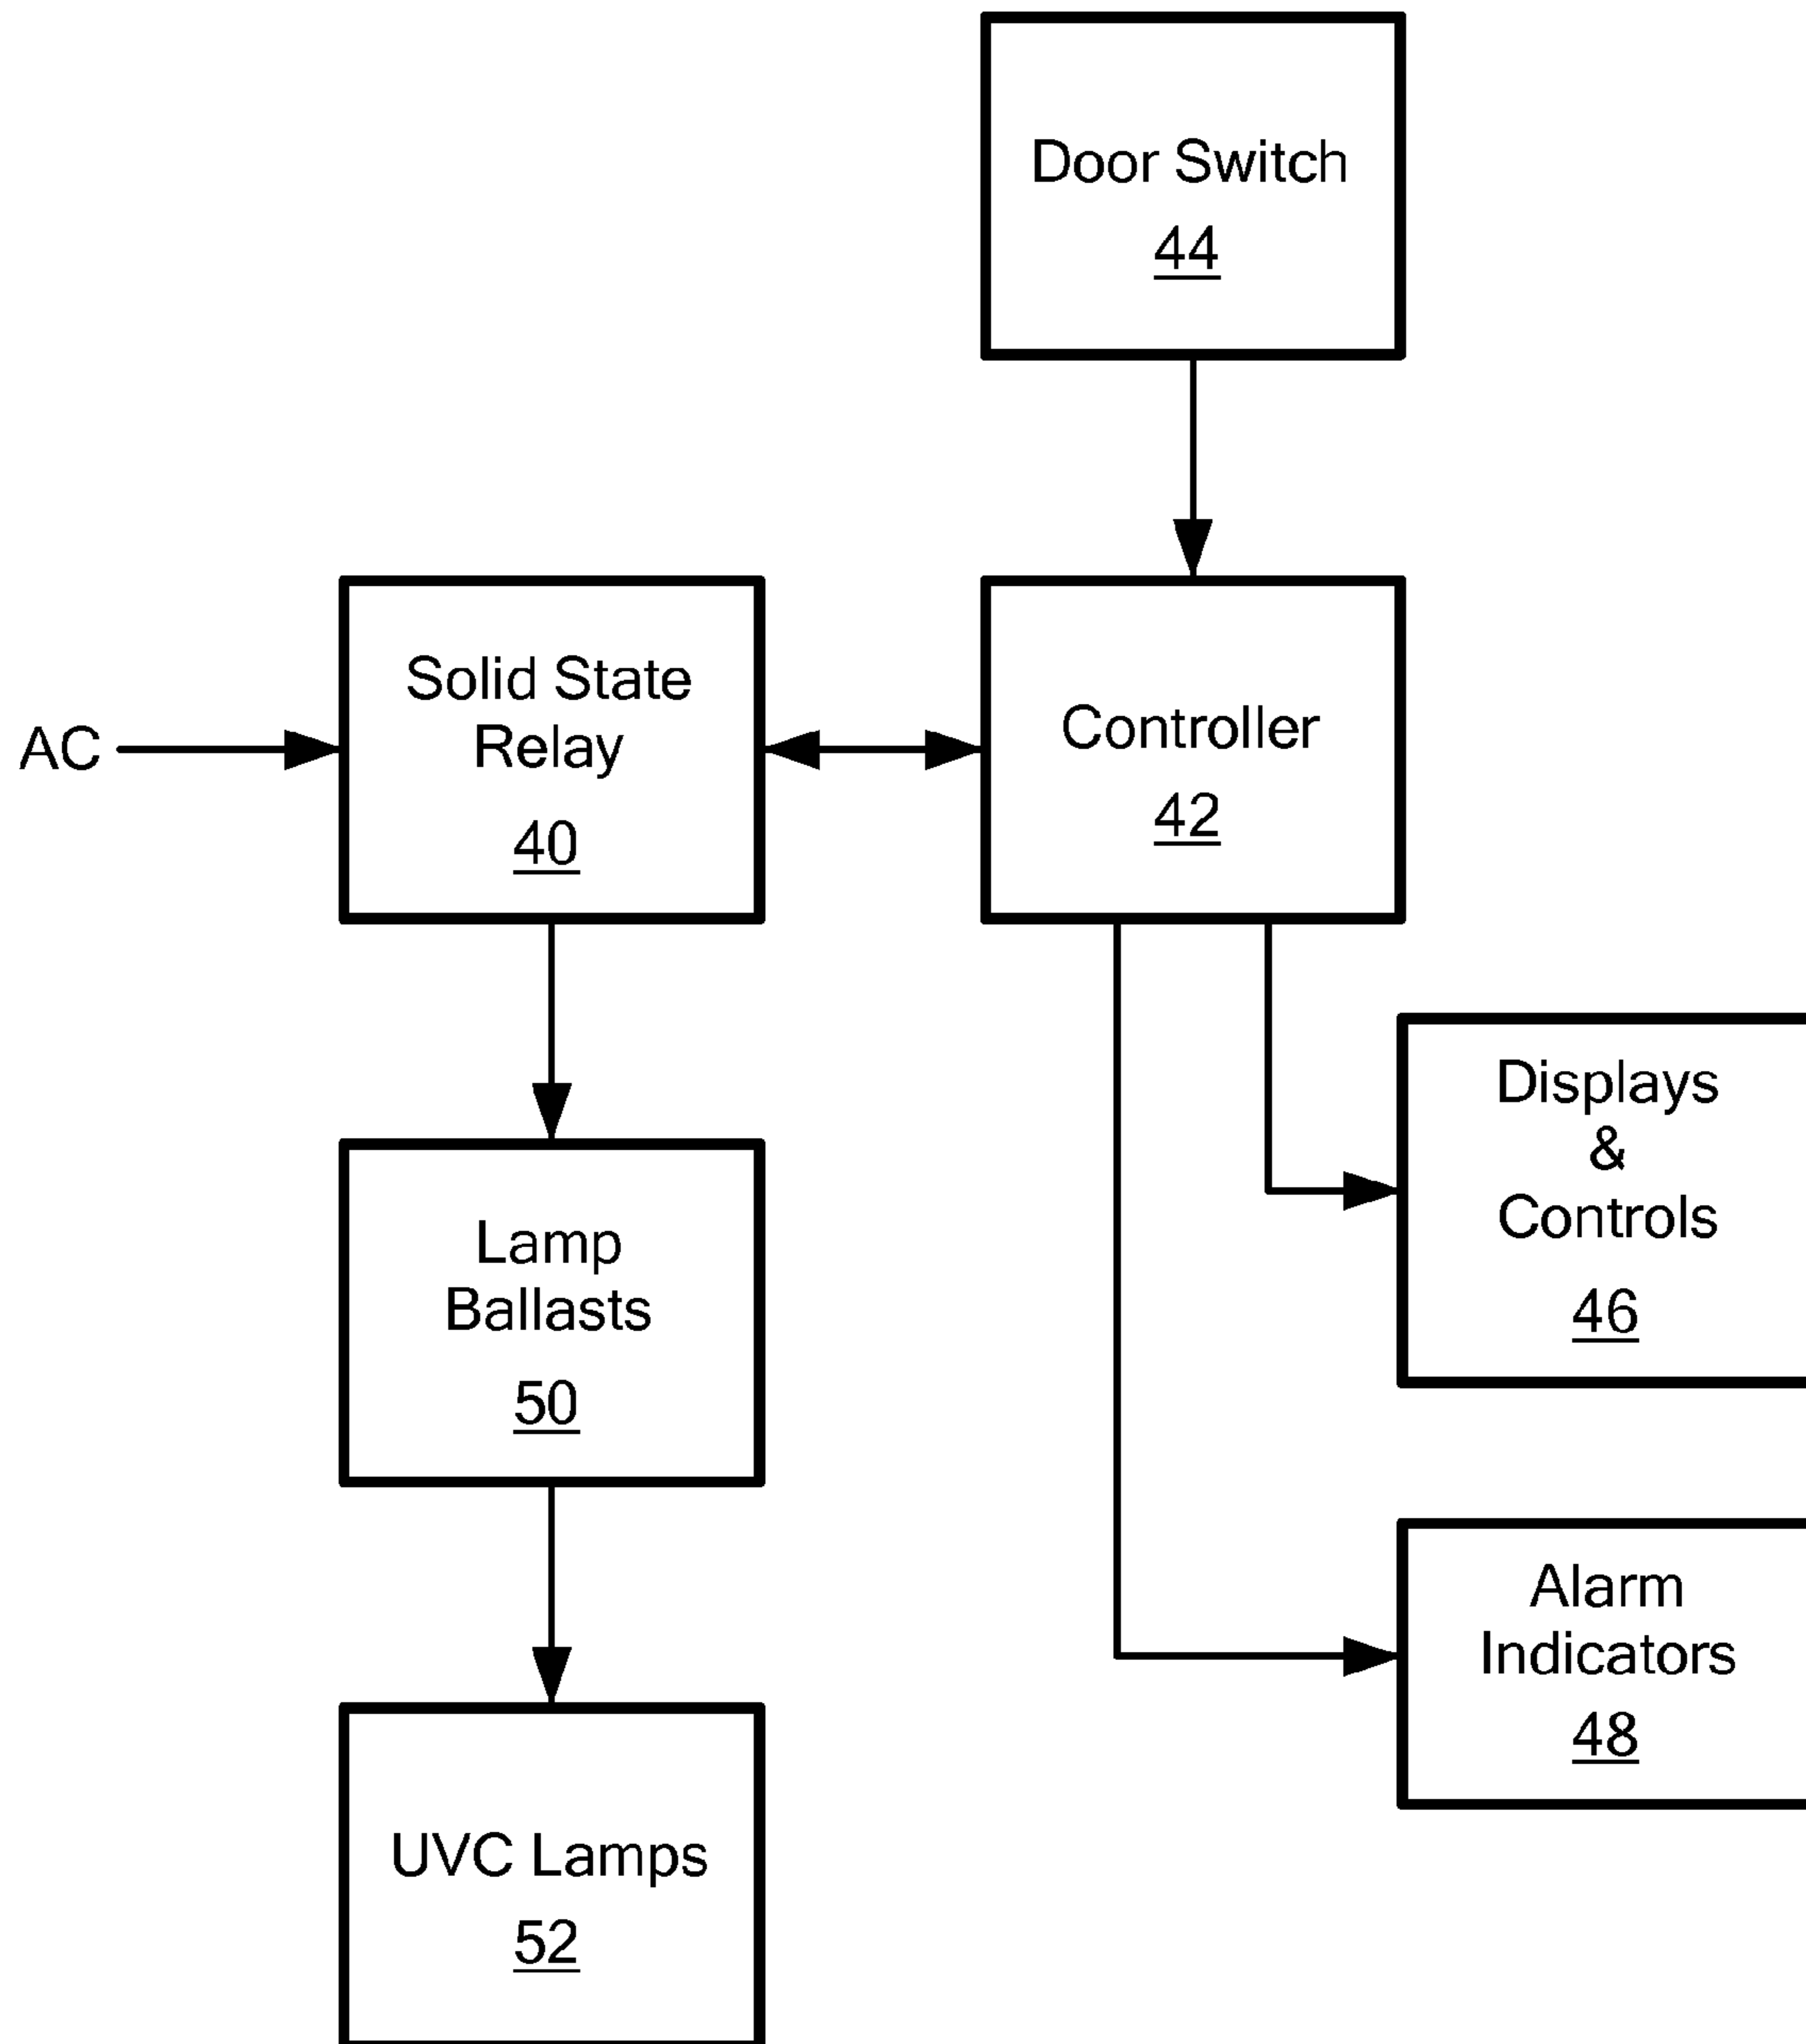 Door Switch
44
AC
Solid State
Relay
40
Controller
42
Lamp
Ballasts
50
Displays
&
Controls
46
Alarm
Indicators
48
UVC Lamps
52